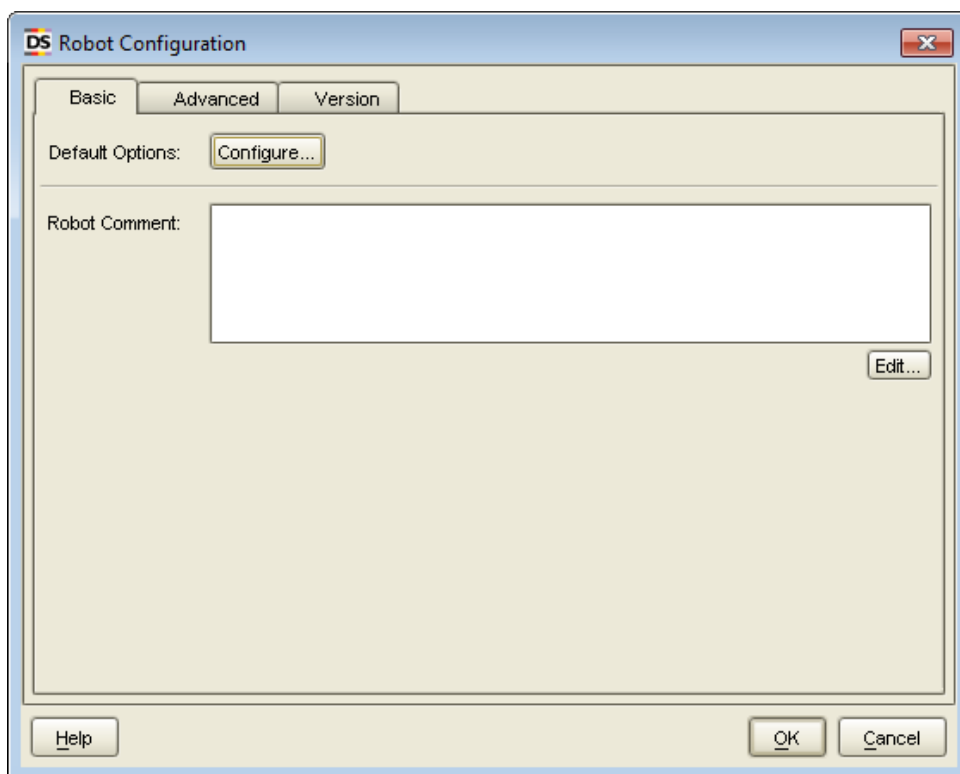 DS Robot Configuration
Basic Advanced Version
Default Options: Configure...
Robot Comment:
Edit...
Help OK Cancel